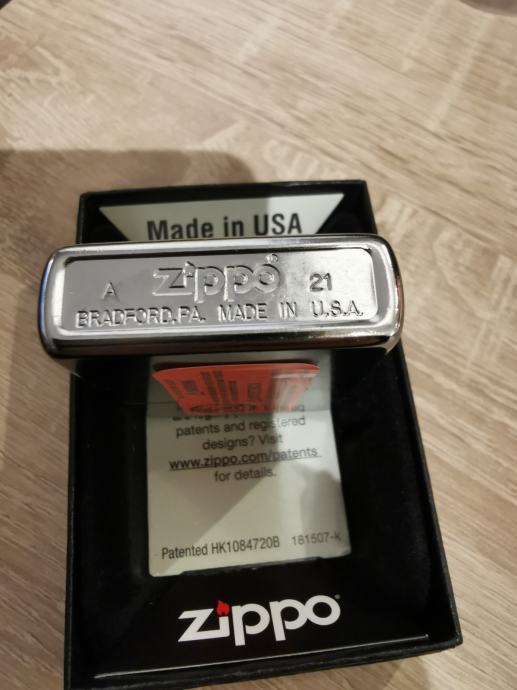 Made in USA
zippo®
A 21
BRADFORD,PA. MADE IN U.S.A.
patents and registered
designs? Visit
www.zippo.com/patents
for details.
Patented HK1084720B 181507-k
zippo